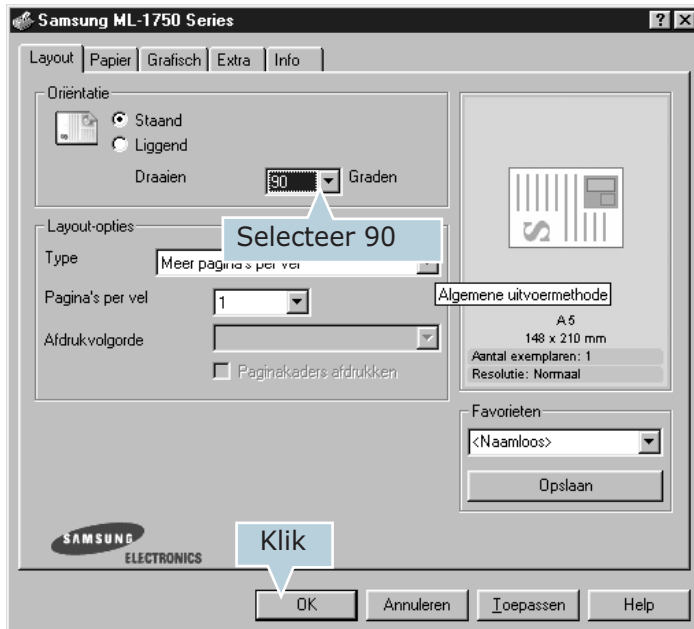 Samsung ML-1750 Series
Layout Papier Grafisch Extra Info
Oriëntatie
Staand
Liggend
Draaien 90 Graden
Selecteer 90
Layout-opties
Type Meer pagina's per vel
Pagina's per vel 1
Afdrukvolgorde
Paginakaders afdrukken
Algemene uitvoermethode
A5
148 x 210 mm
Aantal exemplaren: 1
Resolutie: Normaal
Favorieten
<Naamloos>
Opslaan
SAMSUNG
ELECTRONICS
Klik
OK Annuleren Toepassen Help